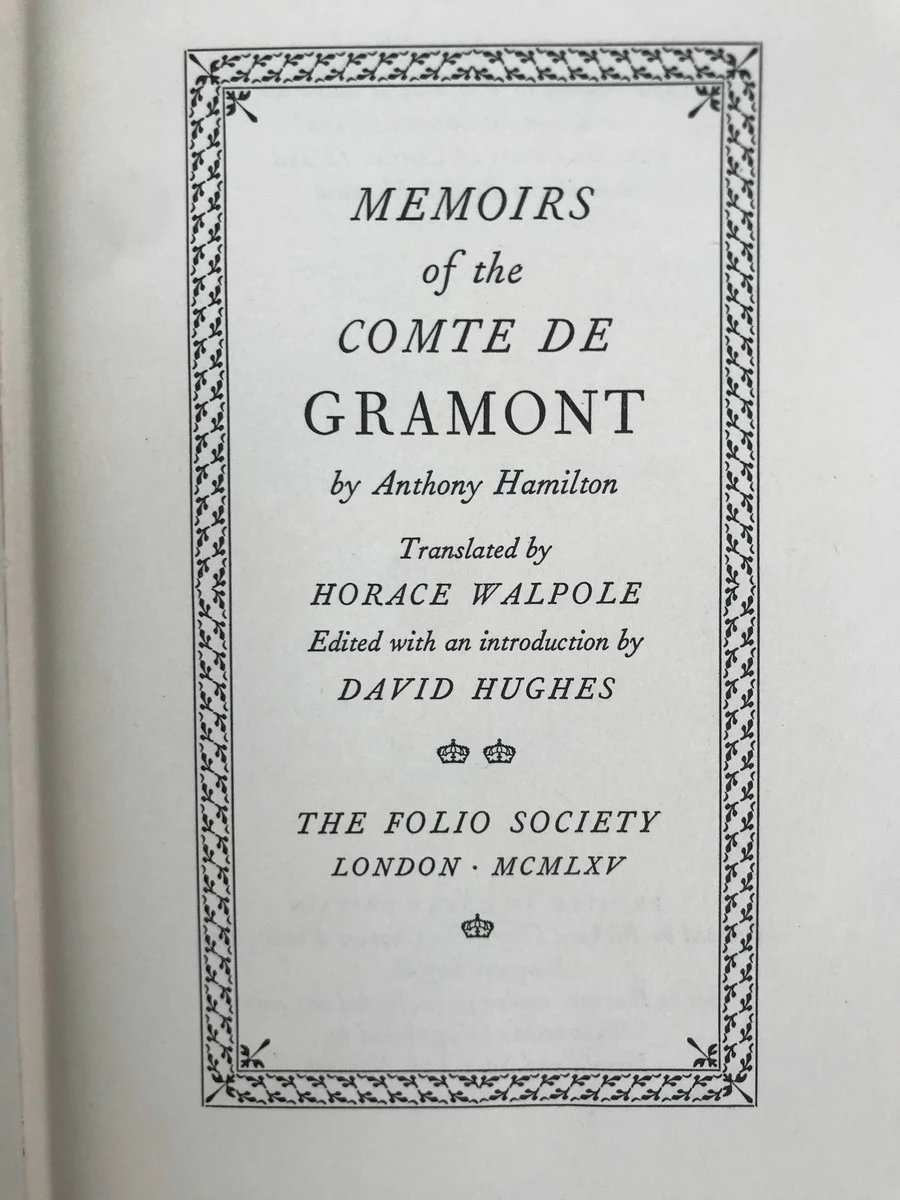 MEMOIRS
of the
COMTE DE
GRAMONT
by Anthony Hamilton
Translated by
HORACE WALPOLE
Edited with an introduction by
DAVID HUGHES
THE FOLIO SOCIETY
LONDON · MCMLXV